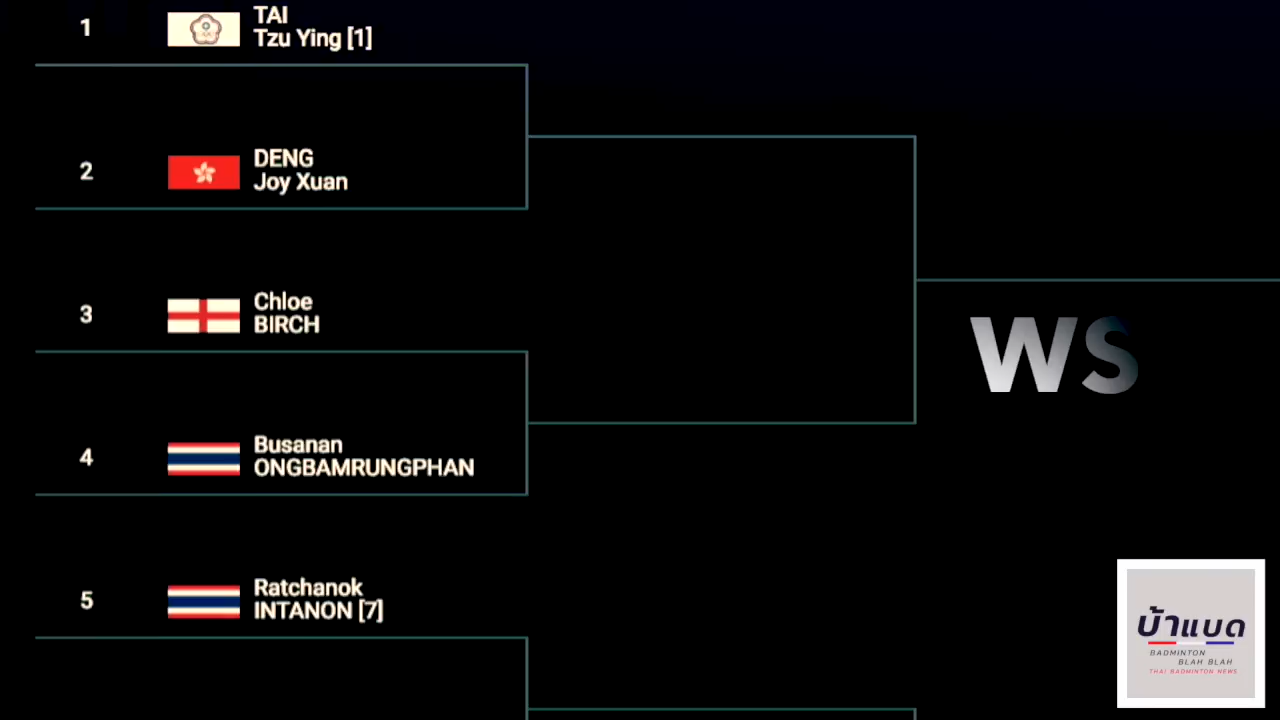 1
TAI
Tzu Ying [1]
2
DENG
Joy Xuan
3
Chloe
BIRCH
4
Busanan
ONGBAMRUNGPHAN
5
Ratchanok
INTANON [7]
WS
บ้าแบด
BADMINTON
BLAH BLAH
THAI BADMINTON NEWS